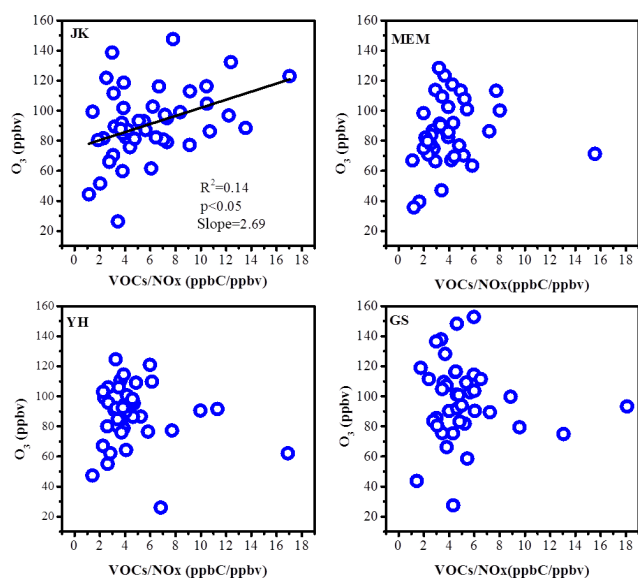 JK
O₃ (ppbv)
160
140
120
100
80
60
40
20
0 2 4 6 8 10 12 14 16 18
VOCs/NOx (ppbC/ppbv)
R²=0.14
p<0.05
Slope=2.69
MEM
O₃ (ppbv)
160
140
120
100
80
60
40
20
0 2 4 6 8 10 12 14 16 18
VOCs/NOx(ppbC/ppbv)
YH
O₃ (ppbv)
160
140
120
100
80
60
40
20
0 2 4 6 8 10 12 14 16 18
VOCs/NOx (ppbC/ppbv)
GS
O₃ (ppbv)
160
140
120
100
80
60
40
20
0 2 4 6 8 10 12 14 16 18
VOCs/NOx(ppbC/ppbv)